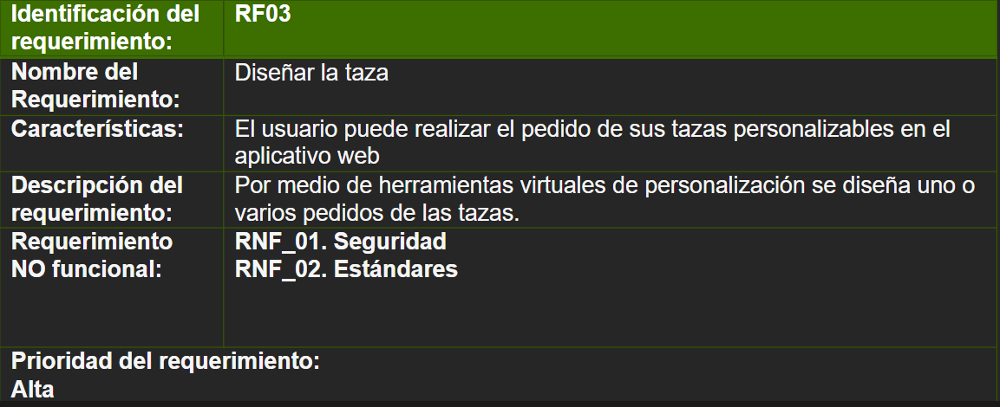 Identificación del requerimiento: RF03
Nombre del Requerimiento: Diseñar la taza
Características: El usuario puede realizar el pedido de sus tazas personalizables en el aplicativo web
Descripción del requerimiento: Por medio de herramientas virtuales de personalización se diseña uno o varios pedidos de las tazas.
Requerimiento NO funcional: RNF_01. Seguridad
RNF_02. Estándares
Prioridad del requerimiento:
Alta